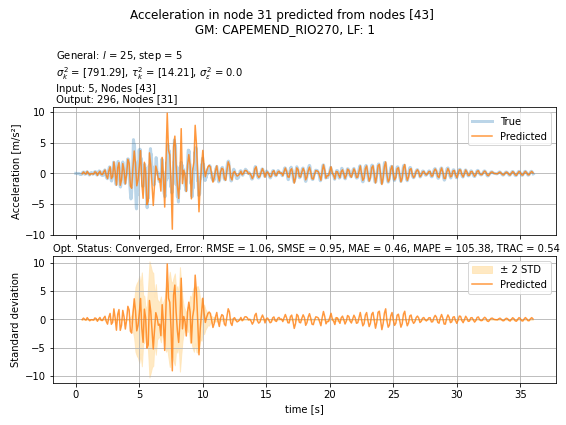 Acceleration in node 31 predicted from nodes [43]
GM: CAPEMEND_RIO270, LF: 1
General: l = 25, step = 5
σ²ₖ = [791.29], τ²ₖ = [14.21], σ²ε = 0.0
Input: 5, Nodes [43]
Output: 296, Nodes [31]
Acceleration [m/s²]
10
5
0
−5
−10
True
Predicted
Opt. Status: Converged, Error: RMSE = 1.06, SMSE = 0.95, MAE = 0.46, MAPE = 105.38, TRAC = 0.54
Standard deviation
10
5
0
−5
−10
± 2 STD
Predicted
0 5 10 15 20 25 30 35
time [s]